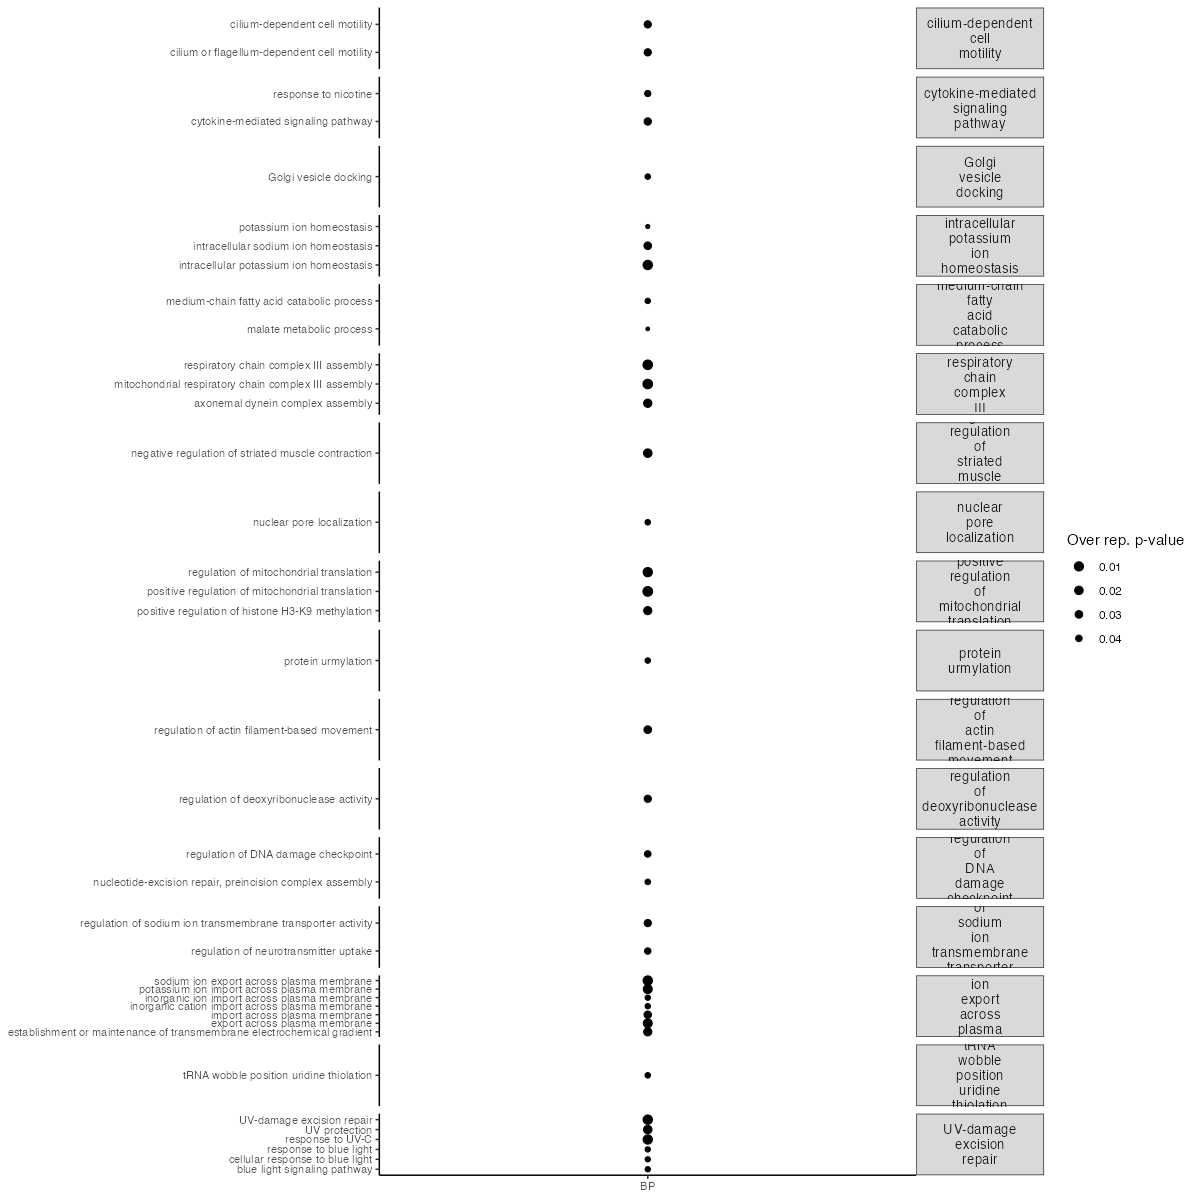 cilium-dependent cell motility
cilium or flagellum-dependent cell motility
cilium-dependent
cell
motility
response to nicotine
cytokine-mediated signaling pathway
cytokine-mediated
signaling
pathway
Golgi vesicle docking
Golgi
vesicle
docking
potassium ion homeostasis
intracellular sodium ion homeostasis
intracellular potassium ion homeostasis
intracellular
potassium
ion
homeostasis
medium-chain fatty acid catabolic process
malate metabolic process
medium-chain
fatty
acid
catabolic
process
respiratory chain complex III assembly
mitochondrial respiratory chain complex III assembly
axonemal dynein complex assembly
respiratory
chain
complex
III
negative regulation of striated muscle contraction
regulation
of
striated
muscle
nuclear pore localization
nuclear
pore
localization
regulation of mitochondrial translation
positive regulation of mitochondrial translation
positive regulation of histone H3-K9 methylation
positive
regulation
of
mitochondrial
translation
protein urmylation
protein
urmylation
regulation of actin filament-based movement
regulation
of
actin
filament-based
movement
regulation of deoxyribonuclease activity
regulation
of
deoxyribonuclease
activity
regulation of DNA damage checkpoint
nucleotide-excision repair, preincision complex assembly
regulation
of
DNA
damage
checkpoint
regulation of sodium ion transmembrane transporter activity
regulation of neurotransmitter uptake
of
sodium
ion
transmembrane
transporter
sodium ion export across plasma membrane
potassium ion import across plasma membrane
inorganic ion import across plasma membrane
inorganic cation import across plasma membrane
import across plasma membrane
export across plasma membrane
establishment or maintenance of transmembrane electrochemical gradient
ion
export
across
plasma
tRNA wobble position uridine thiolation
tRNA
wobble
position
uridine
thiolation
UV-damage excision repair
UV protection
response to UV-C
response to blue light
cellular response to blue light
blue light signaling pathway
UV-damage
excision
repair
BP
Over rep. p-value
0.01
0.02
0.03
0.04